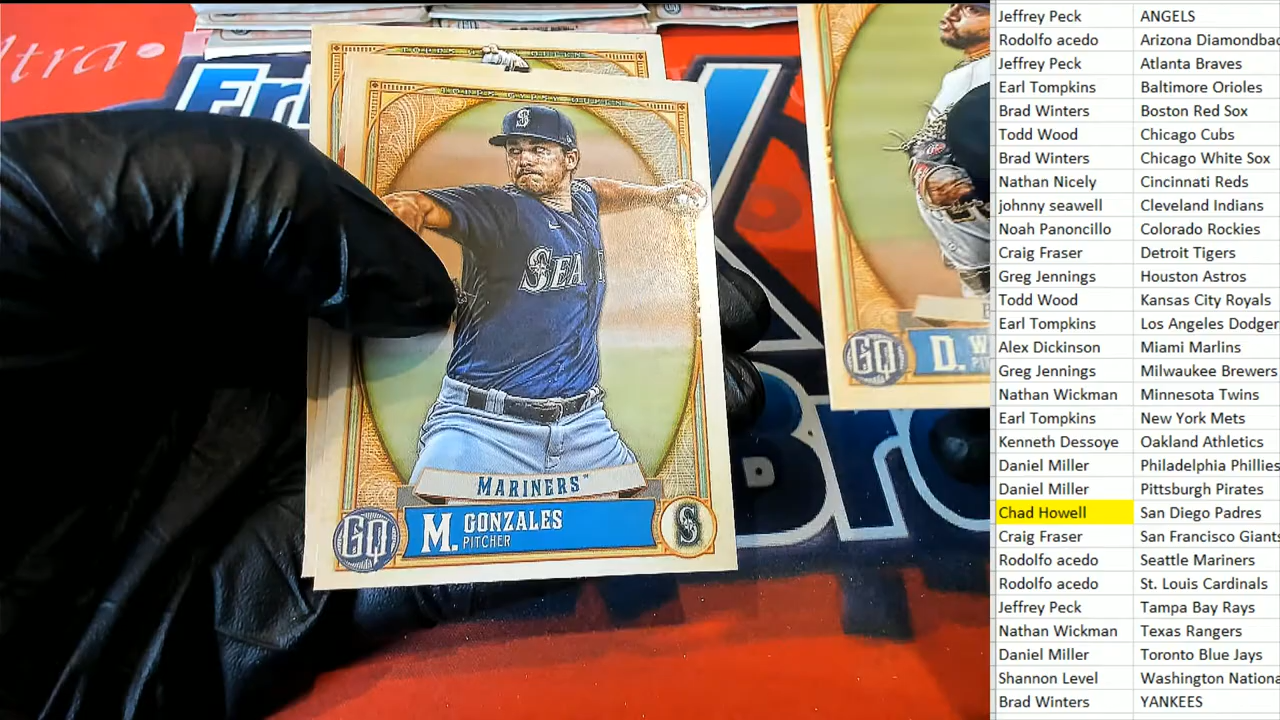 ltra
SEA
MARINERS™
GQ
M. GONZALES
PITCHER
S
GQ
D. W
Jeffrey Peck ANGELS
Rodolfo acedo Arizona Diamondbac
Jeffrey Peck Atlanta Braves
Earl Tompkins Baltimore Orioles
Brad Winters Boston Red Sox
Todd Wood Chicago Cubs
Brad Winters Chicago White Sox
Nathan Nicely Cincinnati Reds
johnny seawell Cleveland Indians
Noah Panoncillo Colorado Rockies
Craig Fraser Detroit Tigers
Greg Jennings Houston Astros
Todd Wood Kansas City Royals
Earl Tompkins Los Angeles Dodger
Alex Dickinson Miami Marlins
Greg Jennings Milwaukee Brewers
Nathan Wickman Minnesota Twins
Earl Tompkins New York Mets
Kenneth Dessoye Oakland Athletics
Daniel Miller Philadelphia Phillies
Daniel Miller Pittsburgh Pirates
Chad Howell San Diego Padres
Craig Fraser San Francisco Giants
Rodolfo acedo Seattle Mariners
Rodolfo acedo St. Louis Cardinals
Jeffrey Peck Tampa Bay Rays
Nathan Wickman Texas Rangers
Daniel Miller Toronto Blue Jays
Shannon Level Washington Nationa
Brad Winters YANKEES